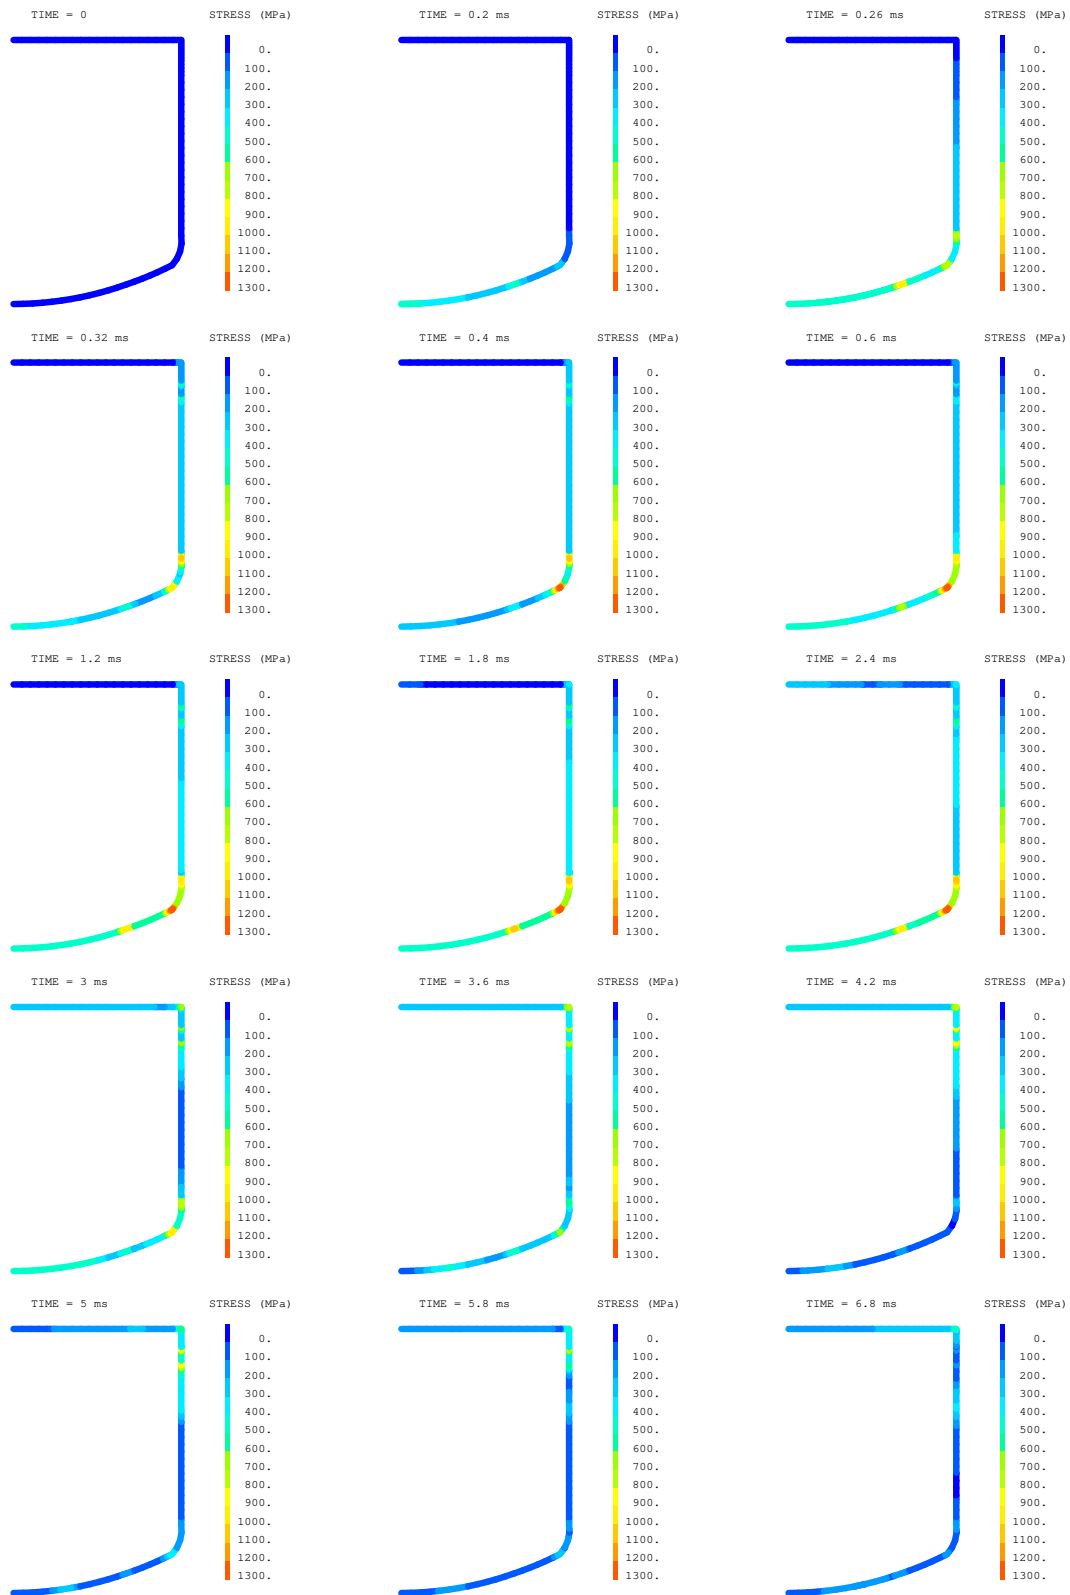 TIME = 0 STRESS (MPa) TIME = 0.2 ms STRESS (MPa) TIME = 0.26 ms STRESS (MPa)
0. 0. 0.
100. 100. 100.
200. 200. 200.
300. 300. 300.
400. 400. 400.
500. 500. 500.
600. 600. 600.
700. 700. 700.
800. 800. 800.
900. 900. 900.
1000. 1000. 1000.
1100. 1100. 1100.
1200. 1200. 1200.
1300. 1300. 1300.
TIME = 0.32 ms STRESS (MPa) TIME = 0.4 ms STRESS (MPa) TIME = 0.6 ms STRESS (MPa)
0. 0. 0.
100. 100. 100.
200. 200. 200.
300. 300. 300.
400. 400. 400.
500. 500. 500.
600. 600. 600.
700. 700. 700.
800. 800. 800.
900. 900. 900.
1000. 1000. 1000.
1100. 1100. 1100.
1200. 1200. 1200.
1300. 1300. 1300.
TIME = 1.2 ms STRESS (MPa) TIME = 1.8 ms STRESS (MPa) TIME = 2.4 ms STRESS (MPa)
0. 0. 0.
100. 100. 100.
200. 200. 200.
300. 300. 300.
400. 400. 400.
500. 500. 500.
600. 600. 600.
700. 700. 700.
800. 800. 800.
900. 900. 900.
1000. 1000. 1000.
1100. 1100. 1100.
1200. 1200. 1200.
1300. 1300. 1300.
TIME = 3 ms STRESS (MPa) TIME = 3.6 ms STRESS (MPa) TIME = 4.2 ms STRESS (MPa)
0. 0. 0.
100. 100. 100.
200. 200. 200.
300. 300. 300.
400. 400. 400.
500. 500. 500.
600. 600. 600.
700. 700. 700.
800. 800. 800.
900. 900. 900.
1000. 1000. 1000.
1100. 1100. 1100.
1200. 1200. 1200.
1300. 1300. 1300.
TIME = 5 ms STRESS (MPa) TIME = 5.8 ms STRESS (MPa) TIME = 6.8 ms STRESS (MPa)
0. 0. 0.
100. 100. 100.
200. 200. 200.
300. 300. 300.
400. 400. 400.
500. 500. 500.
600. 600. 600.
700. 700. 700.
800. 800. 800.
900. 900. 900.
1000. 1000. 1000.
1100. 1100. 1100.
1200. 1200. 1200.
1300. 1300. 1300.